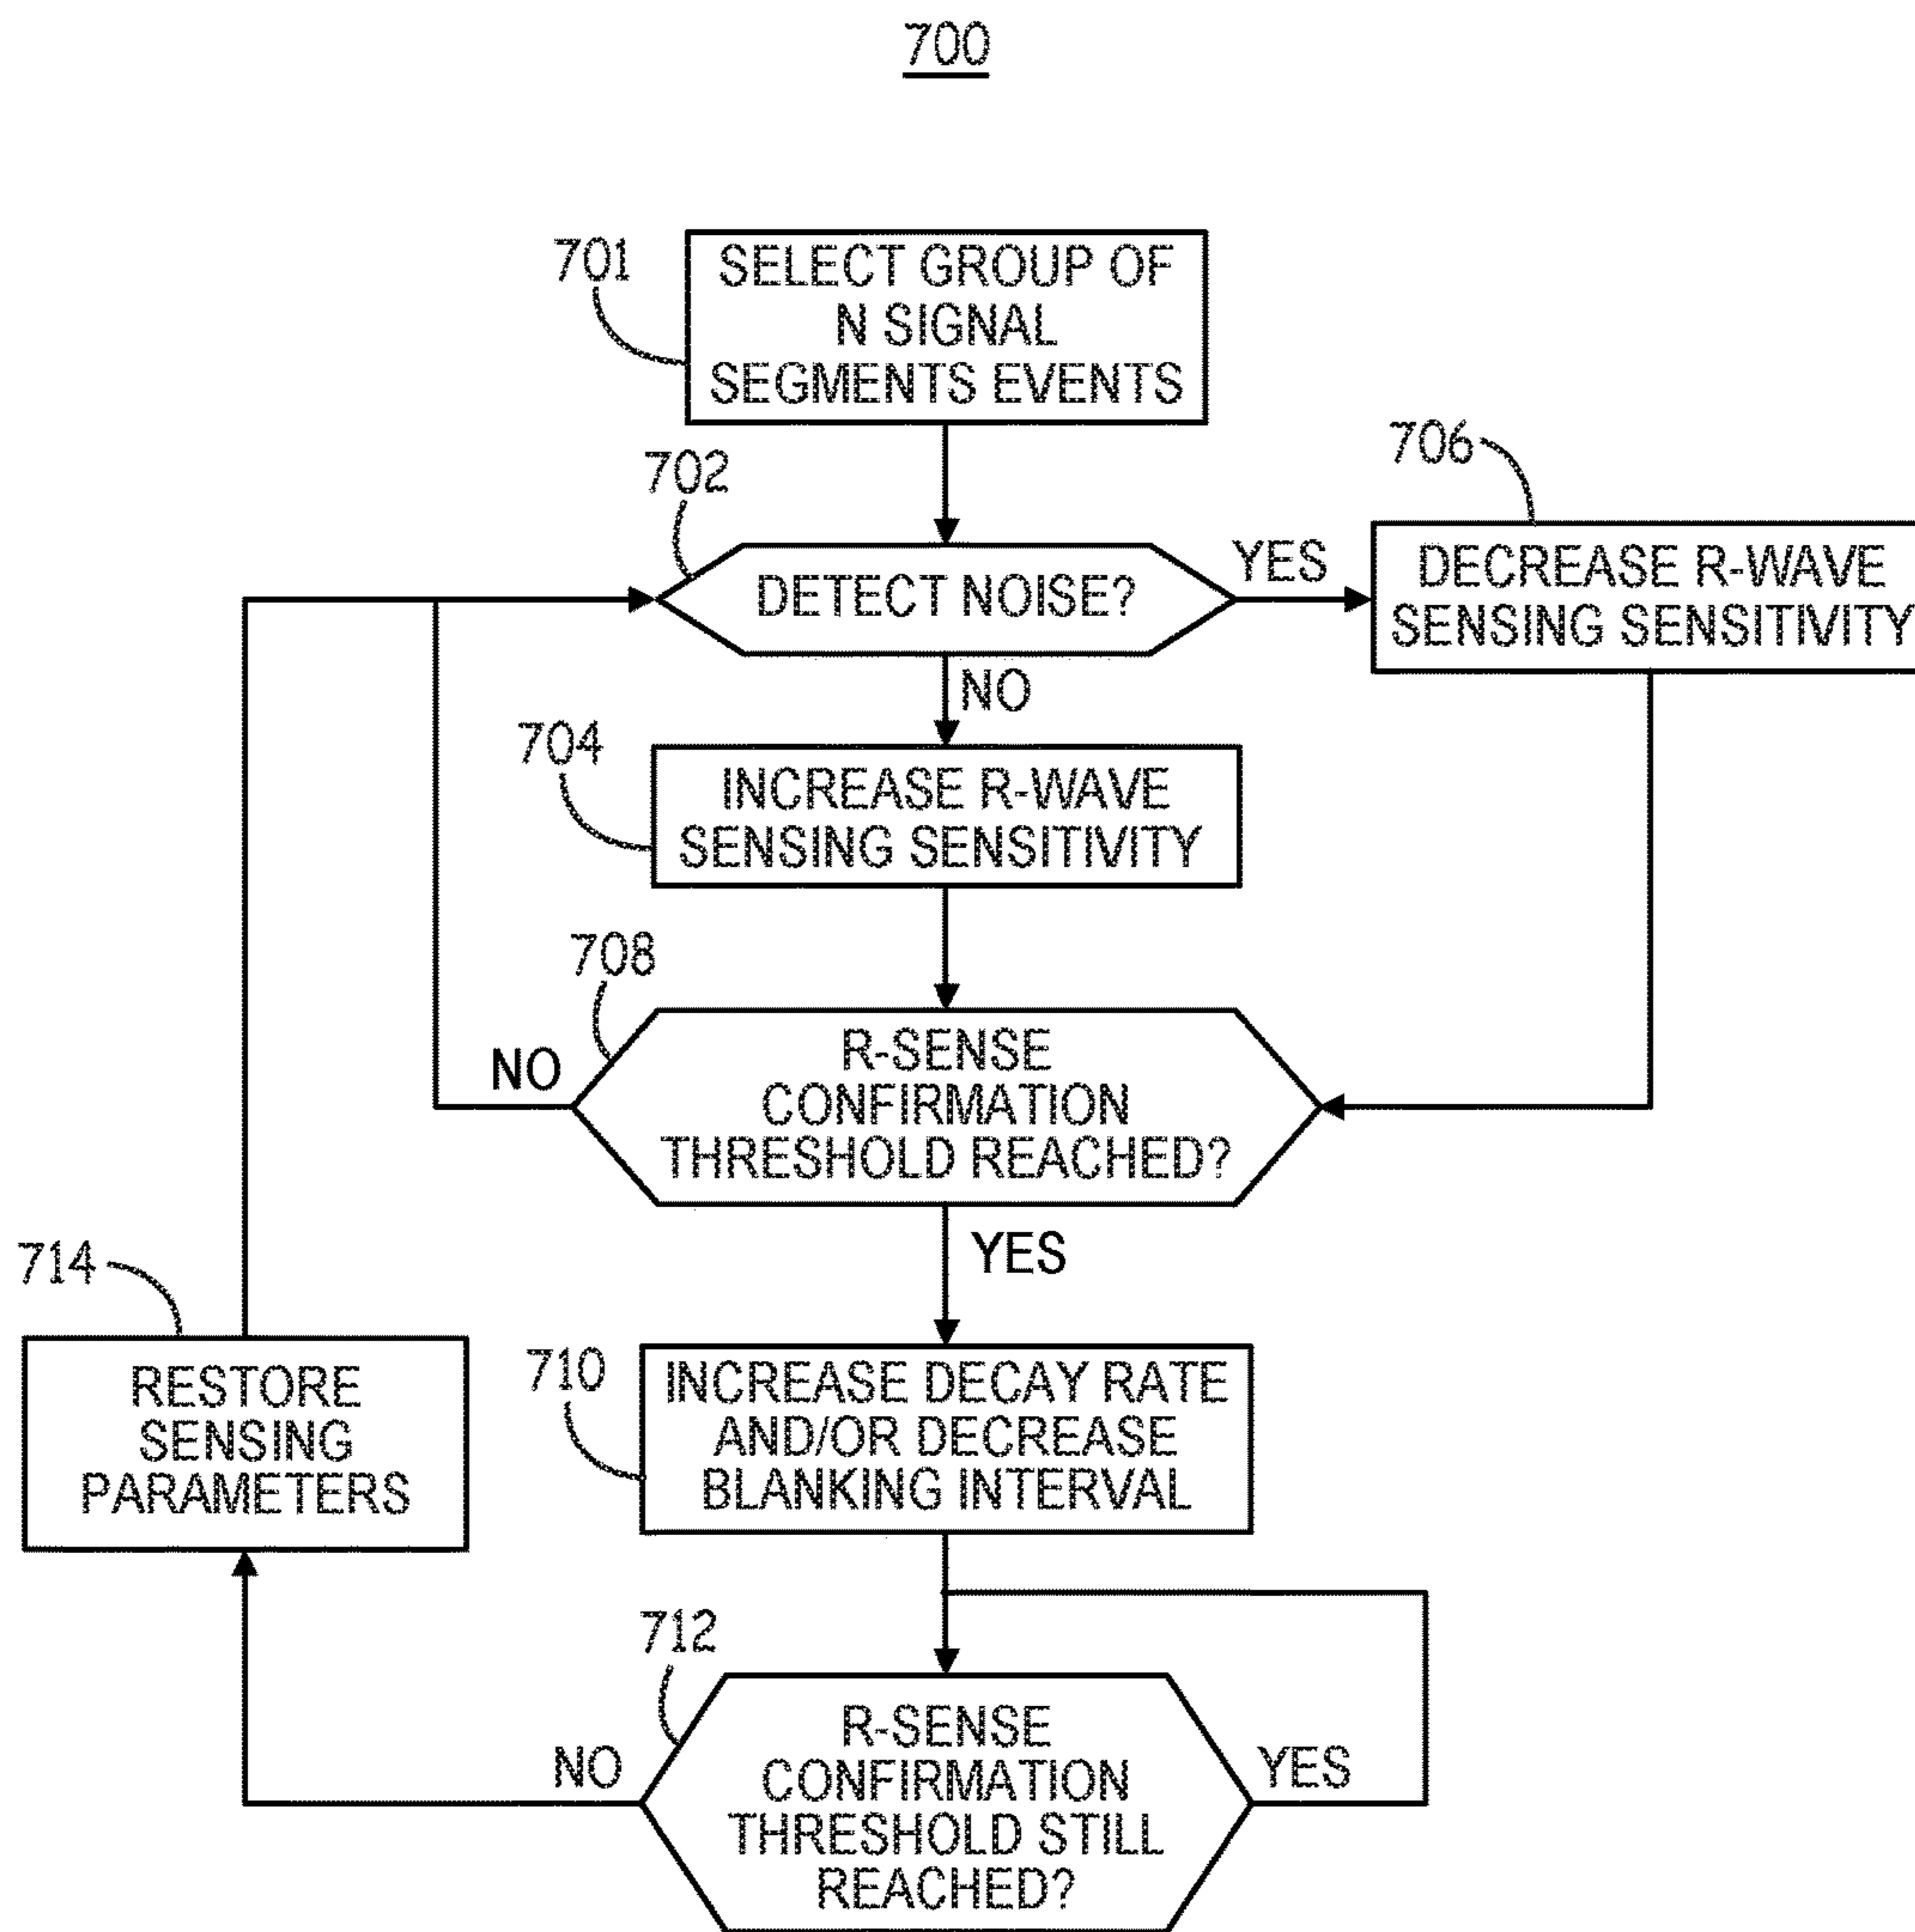 700
701
SELECT GROUP OF
N SIGNAL
SEGMENTS EVENTS
702
DETECT NOISE?
YES
706
DECREASE R-WAVE
SENSING SENSITIVITY
NO
704
INCREASE R-WAVE
SENSING SENSITIVITY
708
NO
R-SENSE
CONFIRMATION
THRESHOLD REACHED?
YES
714
RESTORE
SENSING
PARAMETERS
710
INCREASE DECAY RATE
AND/OR DECREASE
BLANKING INTERVAL
712
NO
R-SENSE
CONFIRMATION
THRESHOLD STILL
REACHED?
YES